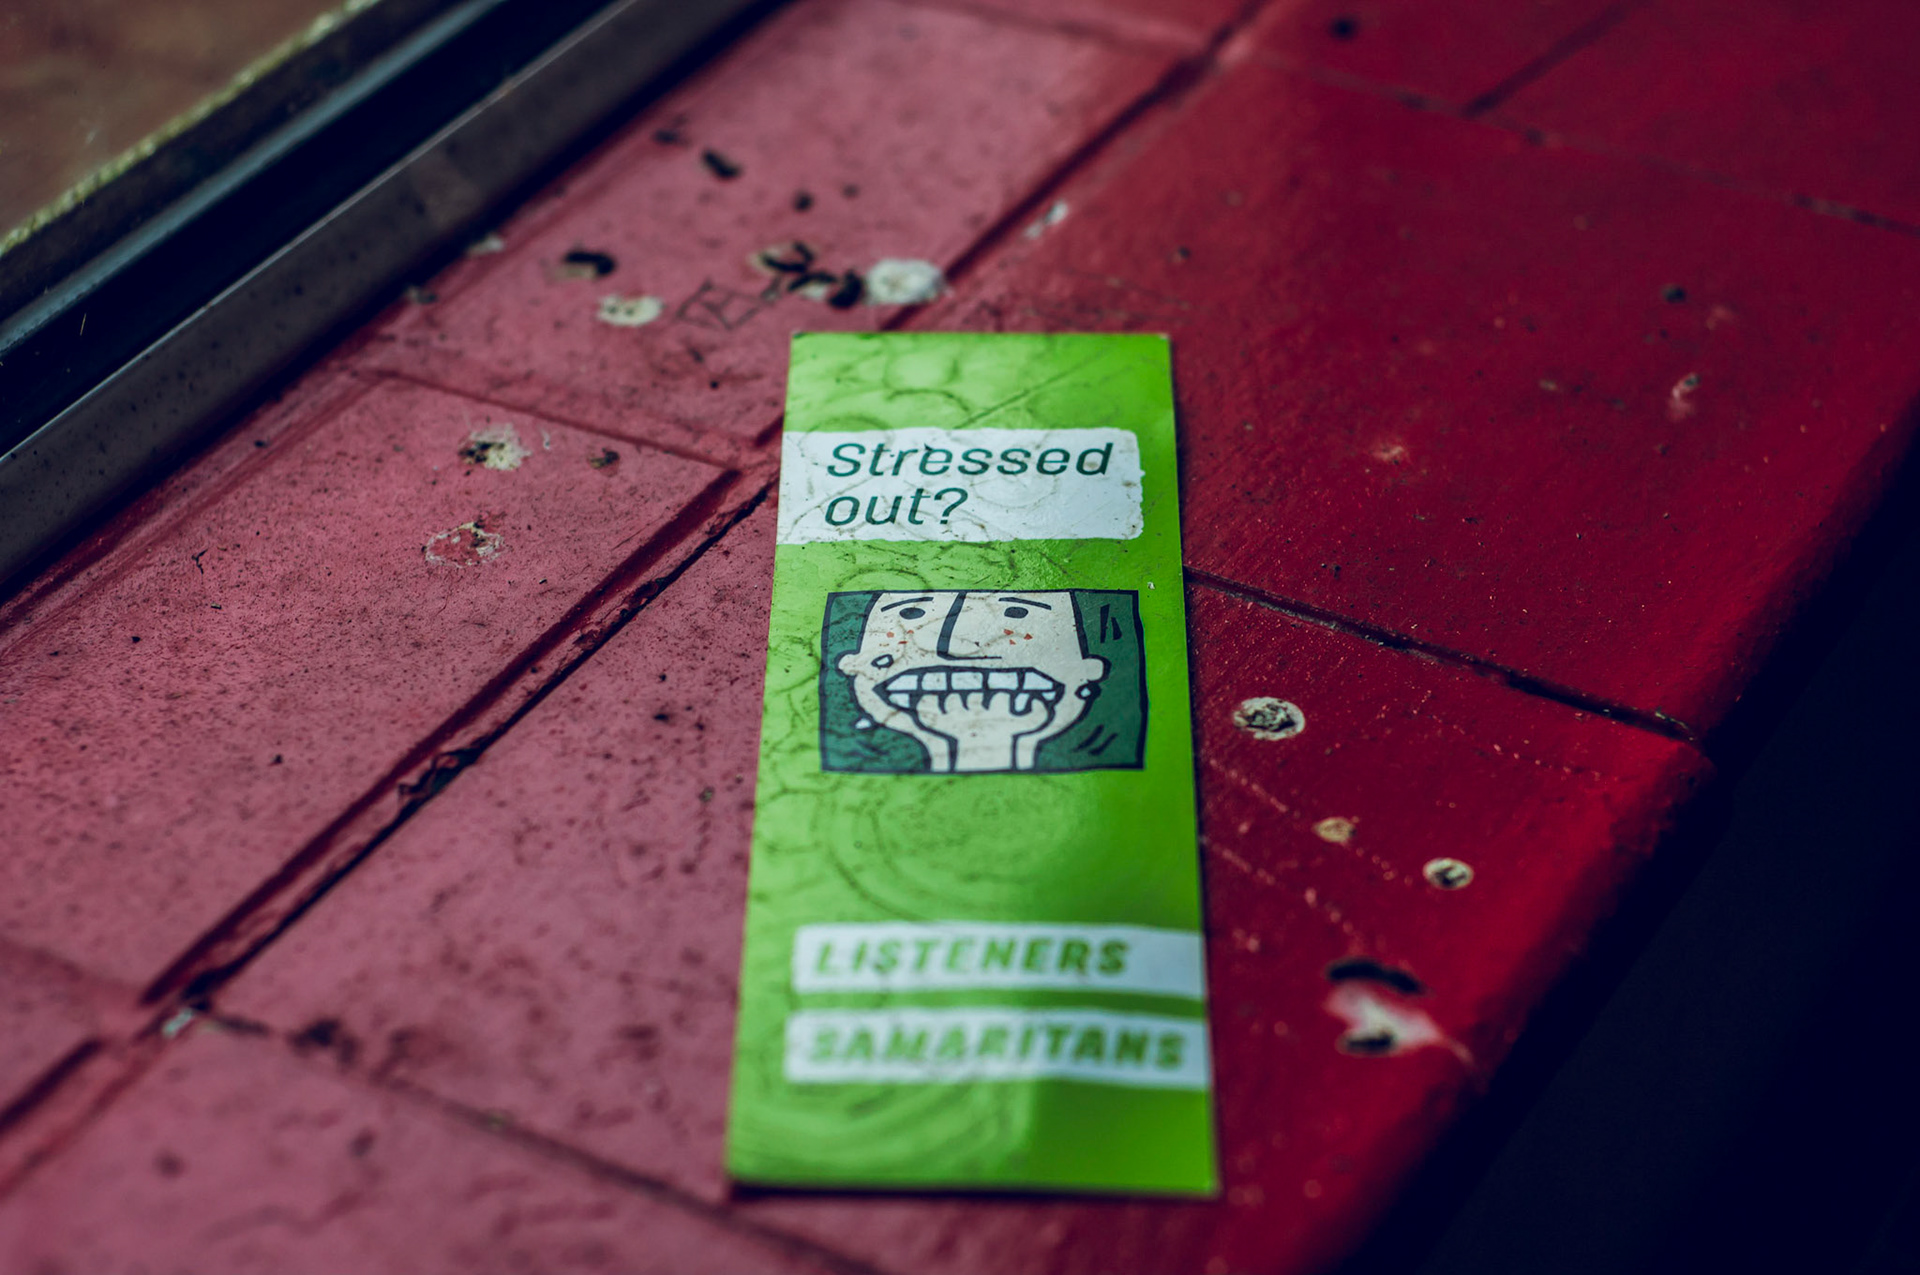 Stressed
out?
LISTENERS
SAMARITANS